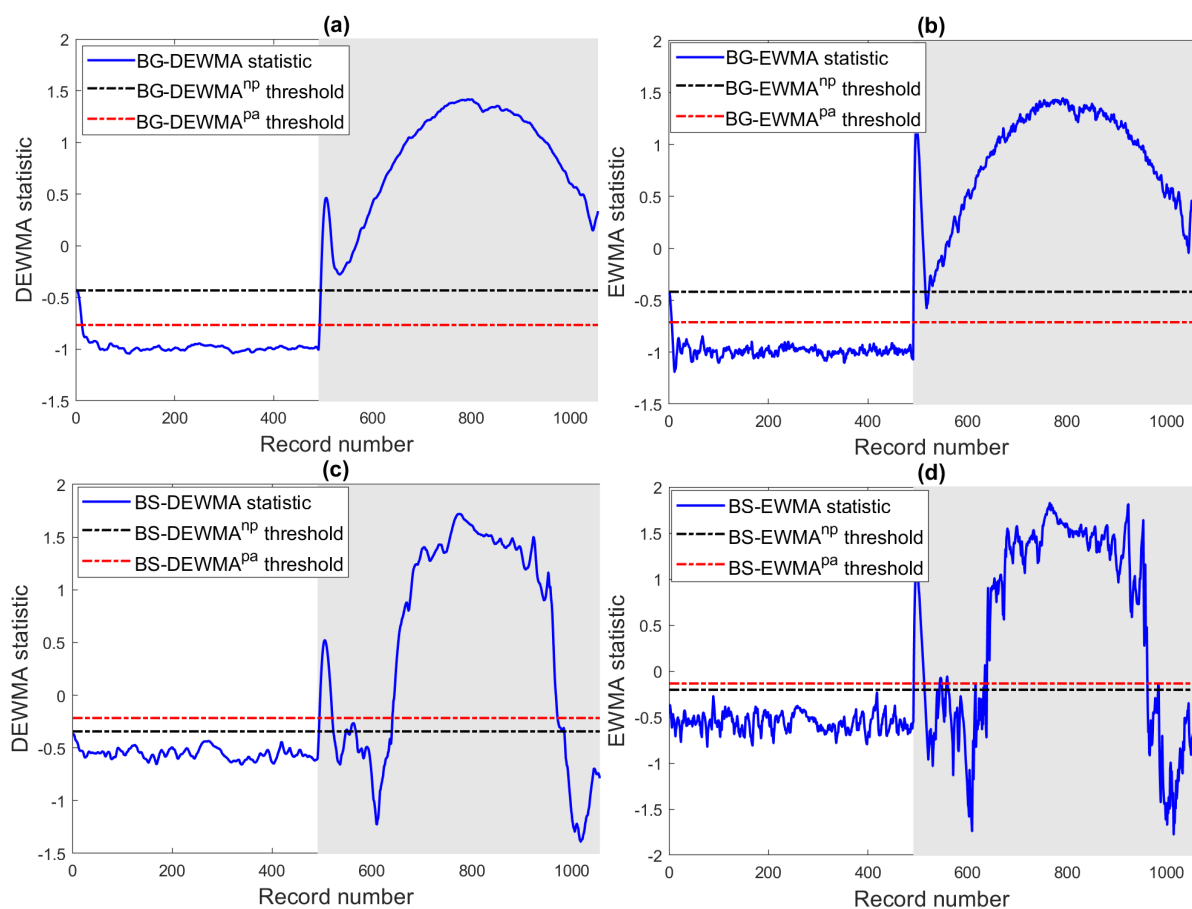 (a)
2
1.5
1
0.5
0
-0.5
-1
-1.5
DEWMA statistic
BG-DEWMA statistic
BG-DEWMA^np threshold
BG-DEWMA^pa threshold
0 200 400 600 800 1000
Record number
(b)
2
1.5
1
0.5
0
-0.5
-1
-1.5
EWMA statistic
BG-EWMA statistic
BG-EWMA^np threshold
BG-EWMA^pa threshold
0 200 400 600 800 1000
Record number
(c)
2
1.5
1
0.5
0
-0.5
-1
-1.5
DEWMA statistic
BS-DEWMA statistic
BS-DEWMA^np threshold
BS-DEWMA^pa threshold
0 200 400 600 800 1000
Record number
(d)
2
1.5
1
0.5
0
-0.5
-1
-1.5
-2
EWMA statistic
BS-EWMA statistic
BS-EWMA^np threshold
BS-EWMA^pa threshold
0 200 400 600 800 1000
Record number